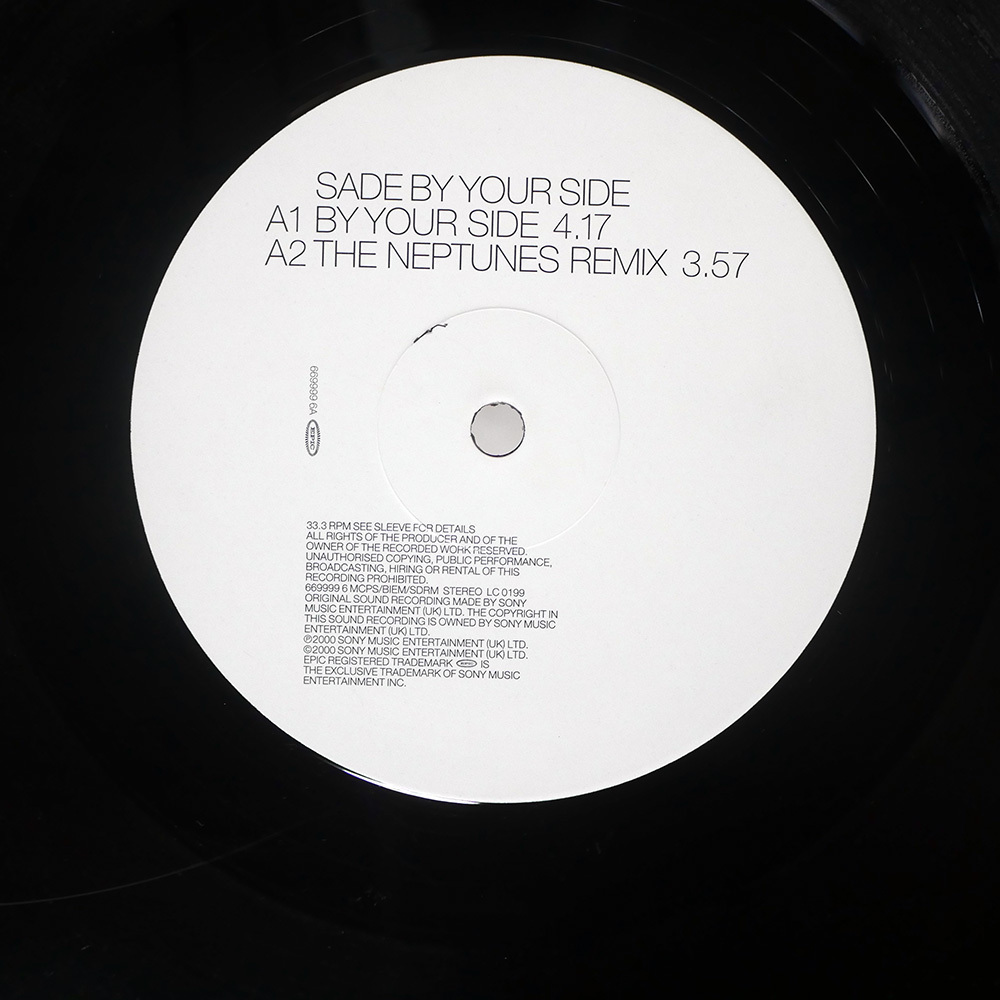 SADE BY YOUR SIDE
A1 BY YOUR SIDE 4.17
A2 THE NEPTUNES REMIX 3.57
669999 6A
EPIC
33.3 RPM SEE SLEEVE FOR DETAILS
ALL RIGHTS OF THE PRODUCER AND OF THE
OWNER OF THE RECORDED WORK RESERVED.
UNAUTHORISED COPYING, PUBLIC PERFORMANCE,
BROADCASTING, HIRING OR RENTAL OF THIS
RECORDING PROHIBITED.
669999 6 MCPS/BIEM/SDRM STEREO LC 0199
ORIGINAL SOUND RECORDING MADE BY SONY
MUSIC ENTERTAINMENT (UK) LTD. THE COPYRIGHT IN
THIS SOUND RECORDING IS OWNED BY SONY MUSIC
ENTERTAINMENT (UK) LTD.
℗2000 SONY MUSIC ENTERTAINMENT (UK) LTD.
©2000 SONY MUSIC ENTERTAINMENT (UK) LTD.
EPIC REGISTERED TRADEMARK EPIC IS
THE EXCLUSIVE TRADEMARK OF SONY MUSIC
ENTERTAINMENT INC.